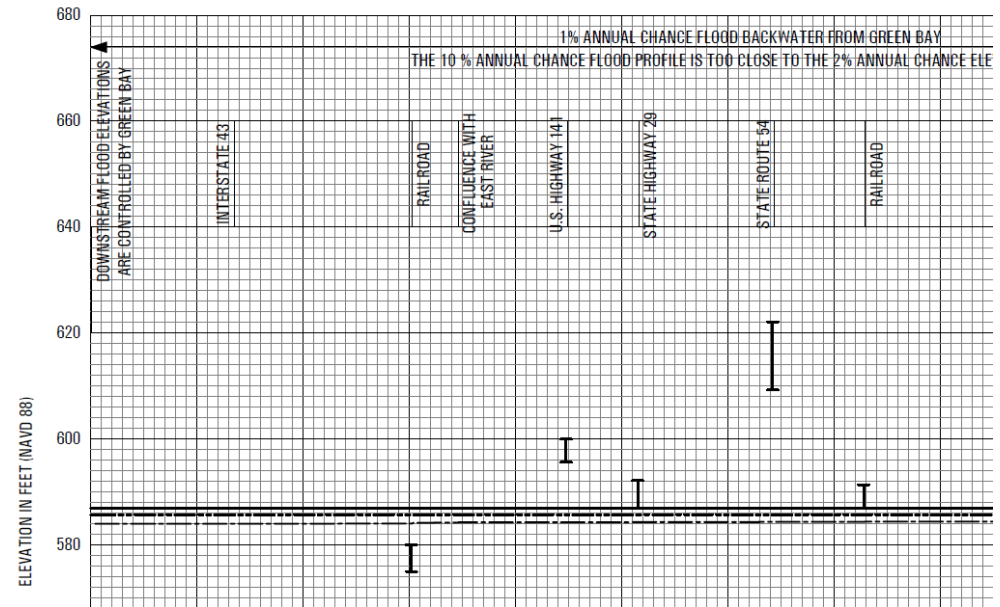 680
1% ANNUAL CHANCE FLOOD BACKWATER FROM GREEN BAY
THE 10 % ANNUAL CHANCE FLOOD PROFILE IS TOO CLOSE TO THE 2% ANNUAL CHANCE ELE
DOWNSTREAM FLOOD ELEVATIONS
ARE CONTROLLED BY GREEN BAY
660
INTERSTATE 43
RAILROAD
CONFLUENCE WITH
EAST RIVER
U.S. HIGHWAY 141
STATE HIGHWAY 29
STATE ROUTE 54
RAILROAD
640
620
600
580
ELEVATION IN FEET (NAVD 88)